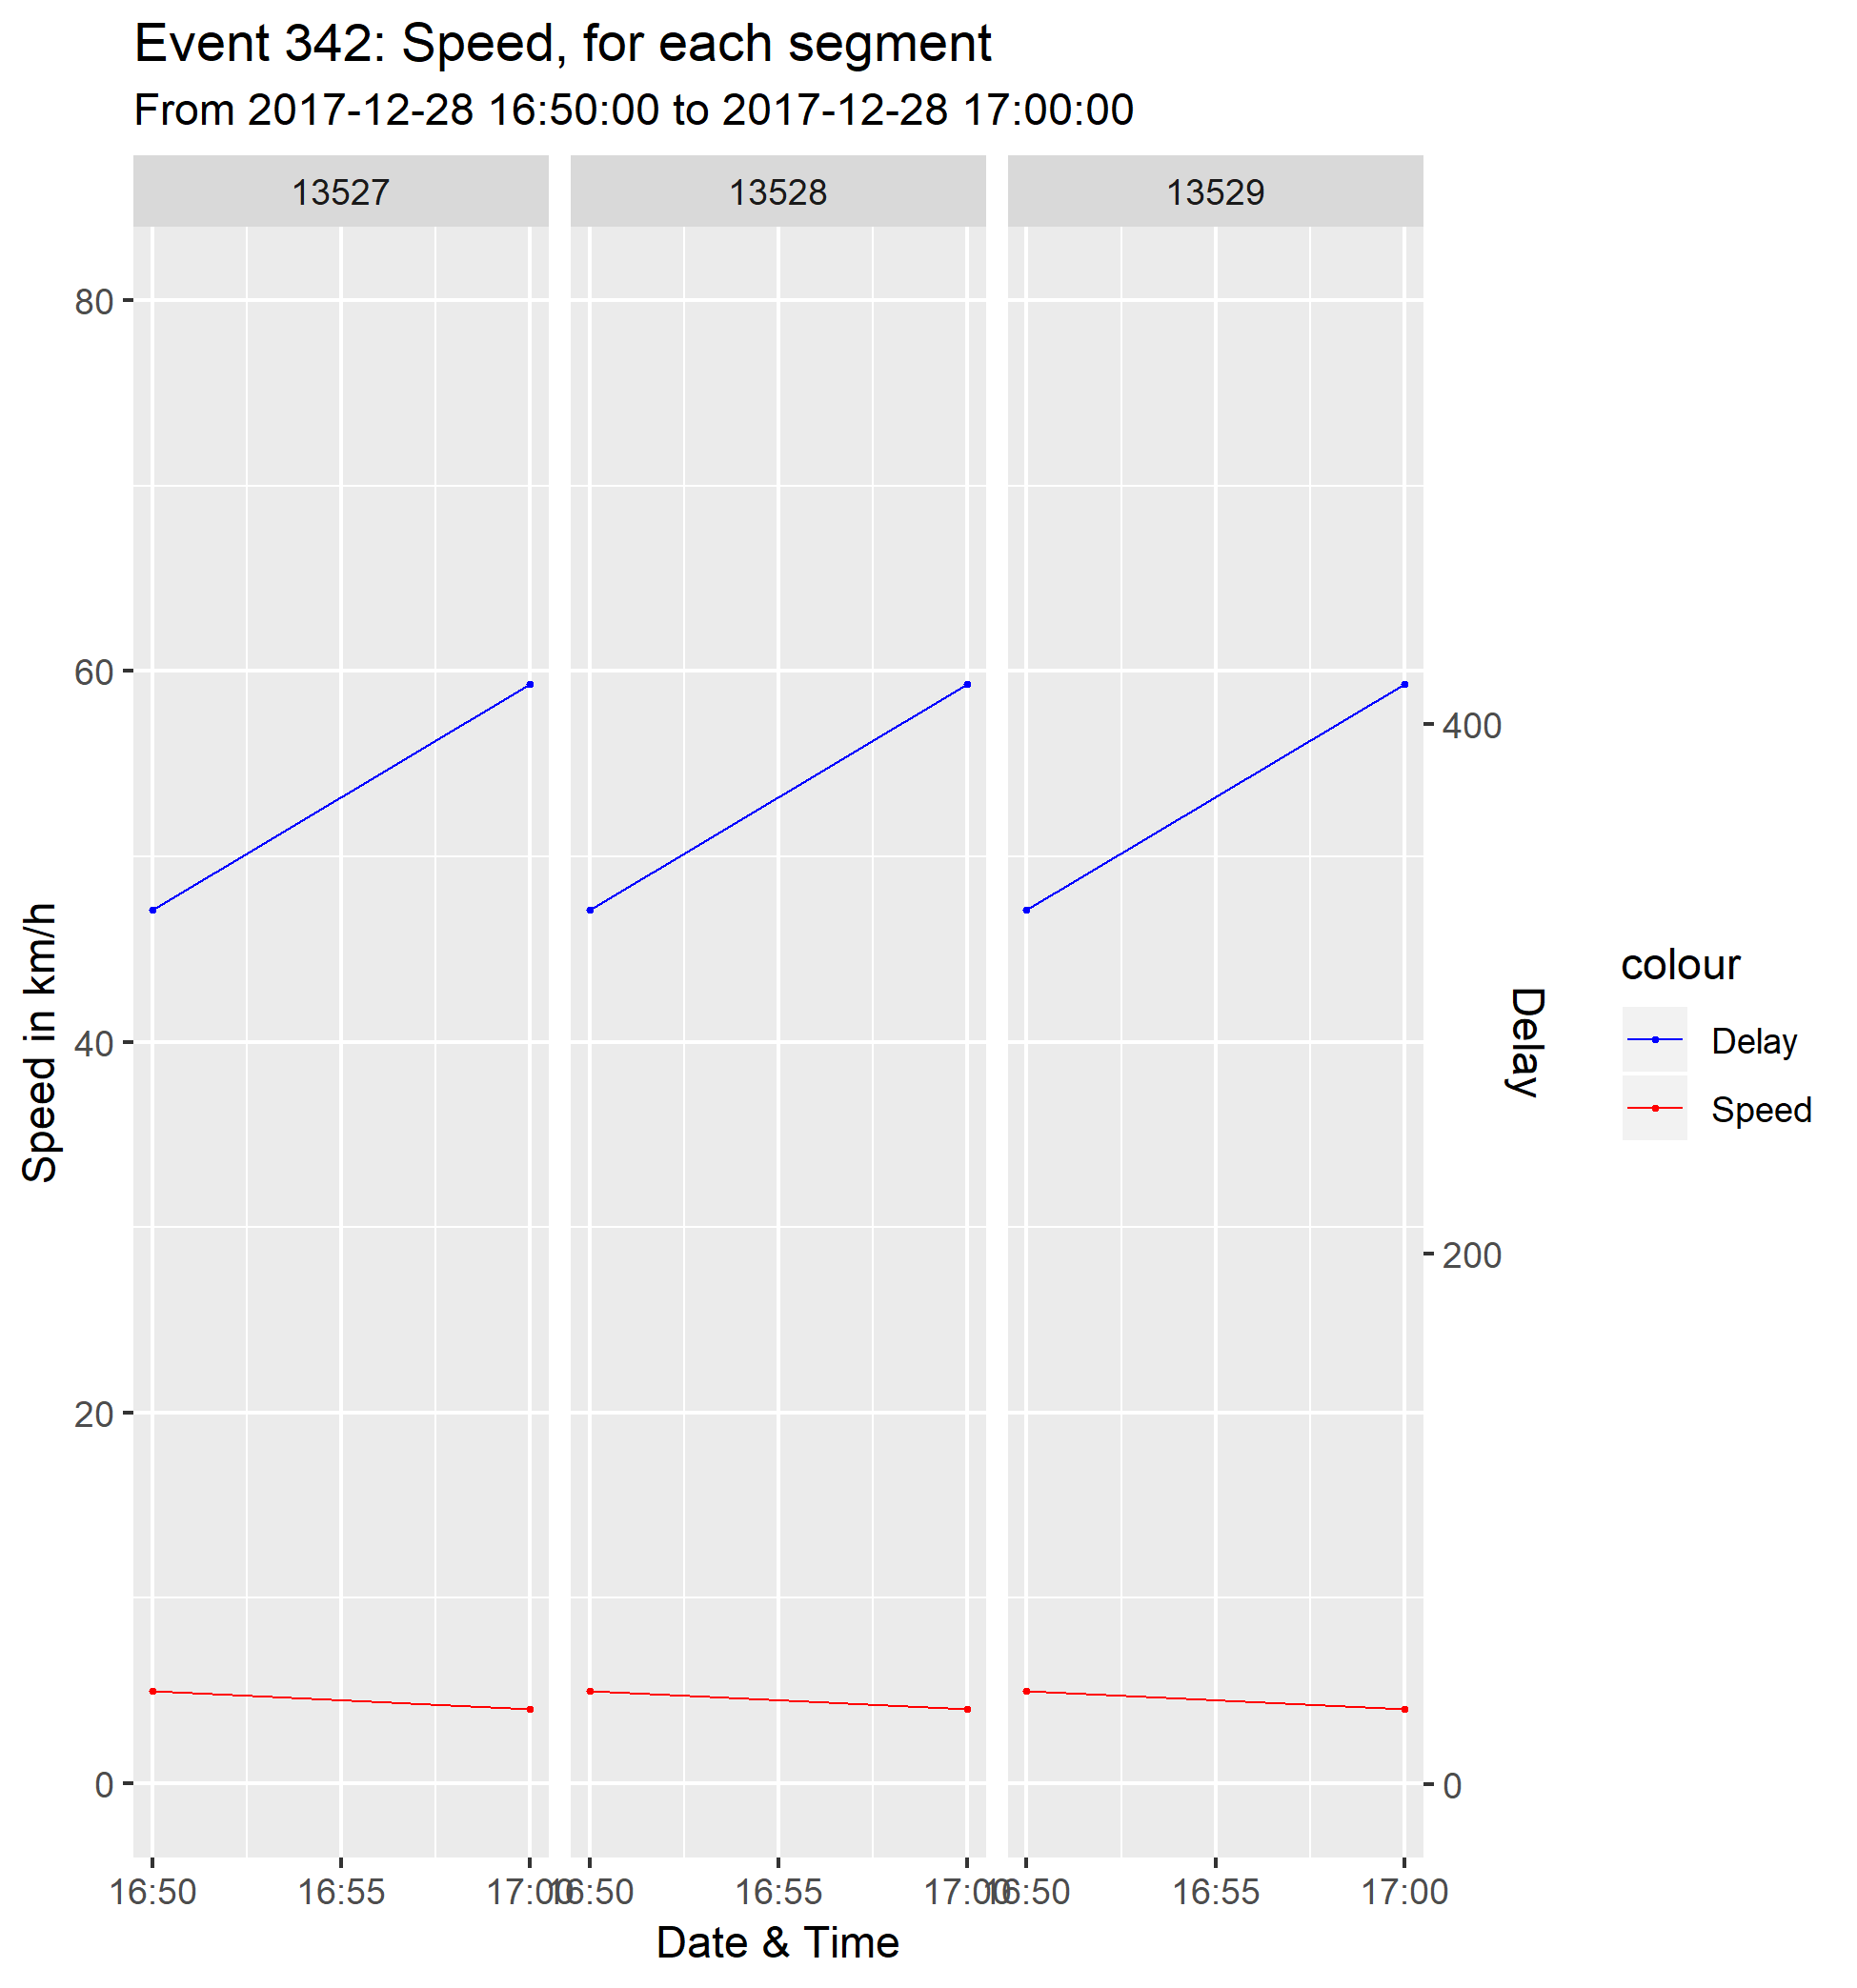 Event 342: Speed, for each segment
From 2017-12-28 16:50:00 to 2017-12-28 17:00:00
13527 13528 13529
80
60
40
20
0
Speed in km/h
400
200
0
Delay
colour
Delay
Speed
16:50 16:55 17:00 16:50 16:55 17:00 16:50 16:55 17:00
Date & Time